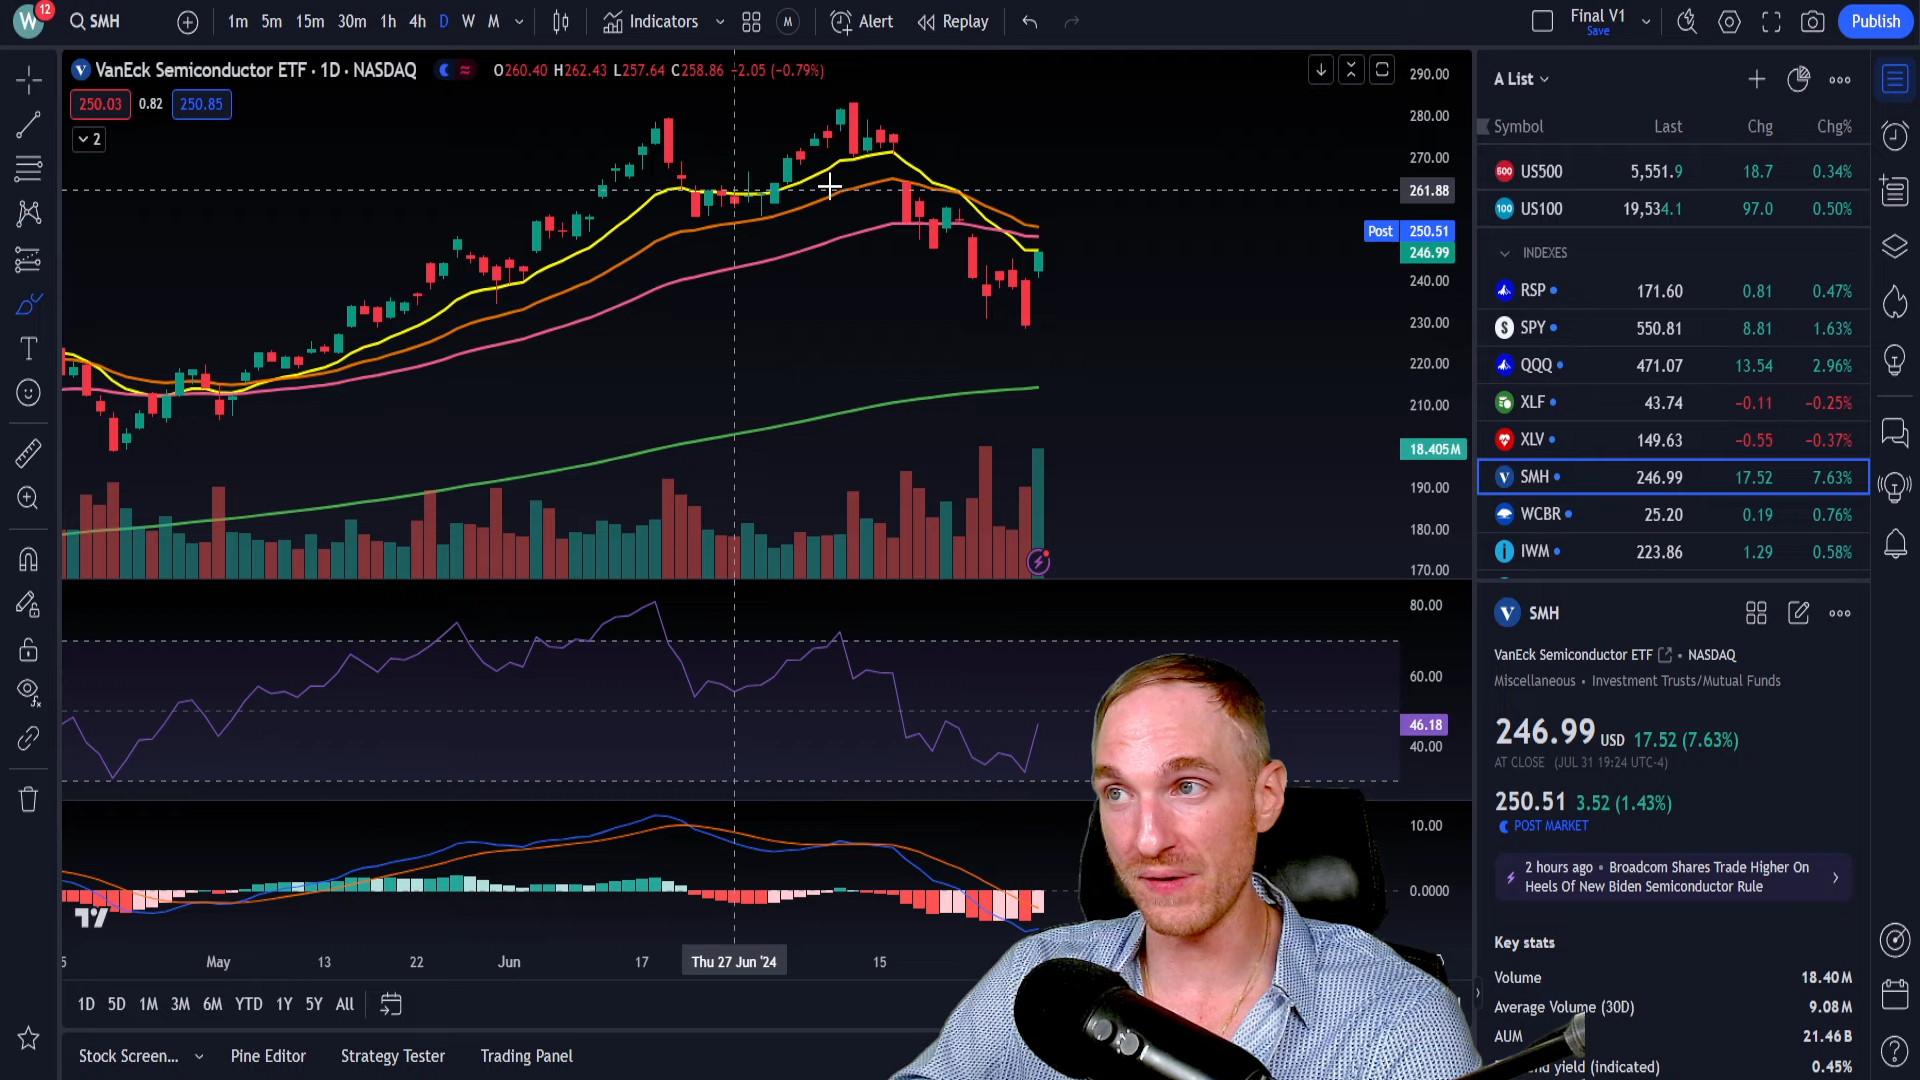 W 12 SMH 1m 5m 15m 30m 1h 4h D W M Indicators M Alert Replay Final V1 Save Publish
VanEck Semiconductor ETF · 1D · NASDAQ O260.40 H262.43 L257.64 C258.86 −2.05 (−0.79%)
250.03 0.82 250.85
2
290.00
280.00
270.00
261.88
Post 250.51
246.99
240.00
230.00
220.00
210.00
18.405M
190.00
180.00
170.00
80.00
60.00
46.18
40.00
10.00
0.0000
5 May 13 22 Jun 17 Thu 27 Jun '24 15
1D 5D 1M 3M 6M YTD 1Y 5Y All
Stock Screen... Pine Editor Strategy Tester Trading Panel
A List
Symbol Last Chg Chg%
500 US500 5,551.9 18.7 0.34%
100 US100 19,534.1 97.0 0.50%
INDEXES
RSP 171.60 0.81 0.47%
S SPY 550.81 8.81 1.63%
QQQ 471.07 13.54 2.96%
XLF 43.74 −0.11 −0.25%
XLV 149.63 −0.55 −0.37%
V SMH 246.99 17.52 7.63%
WCBR 25.20 0.19 0.76%
i IWM 223.86 1.29 0.58%
V SMH
VanEck Semiconductor ETF • NASDAQ
Miscellaneous • Investment Trusts/Mutual Funds
246.99 USD 17.52 (7.63%)
AT CLOSE (JUL 31 19:24 UTC-4)
250.51 3.52 (1.43%)
POST MARKET
2 hours ago • Broadcom Shares Trade Higher On
Heels Of New Biden Semiconductor Rule
Key stats
Volume 18.40M
Average Volume (30D) 9.08M
AUM 21.46B
yield (indicated) 0.45%